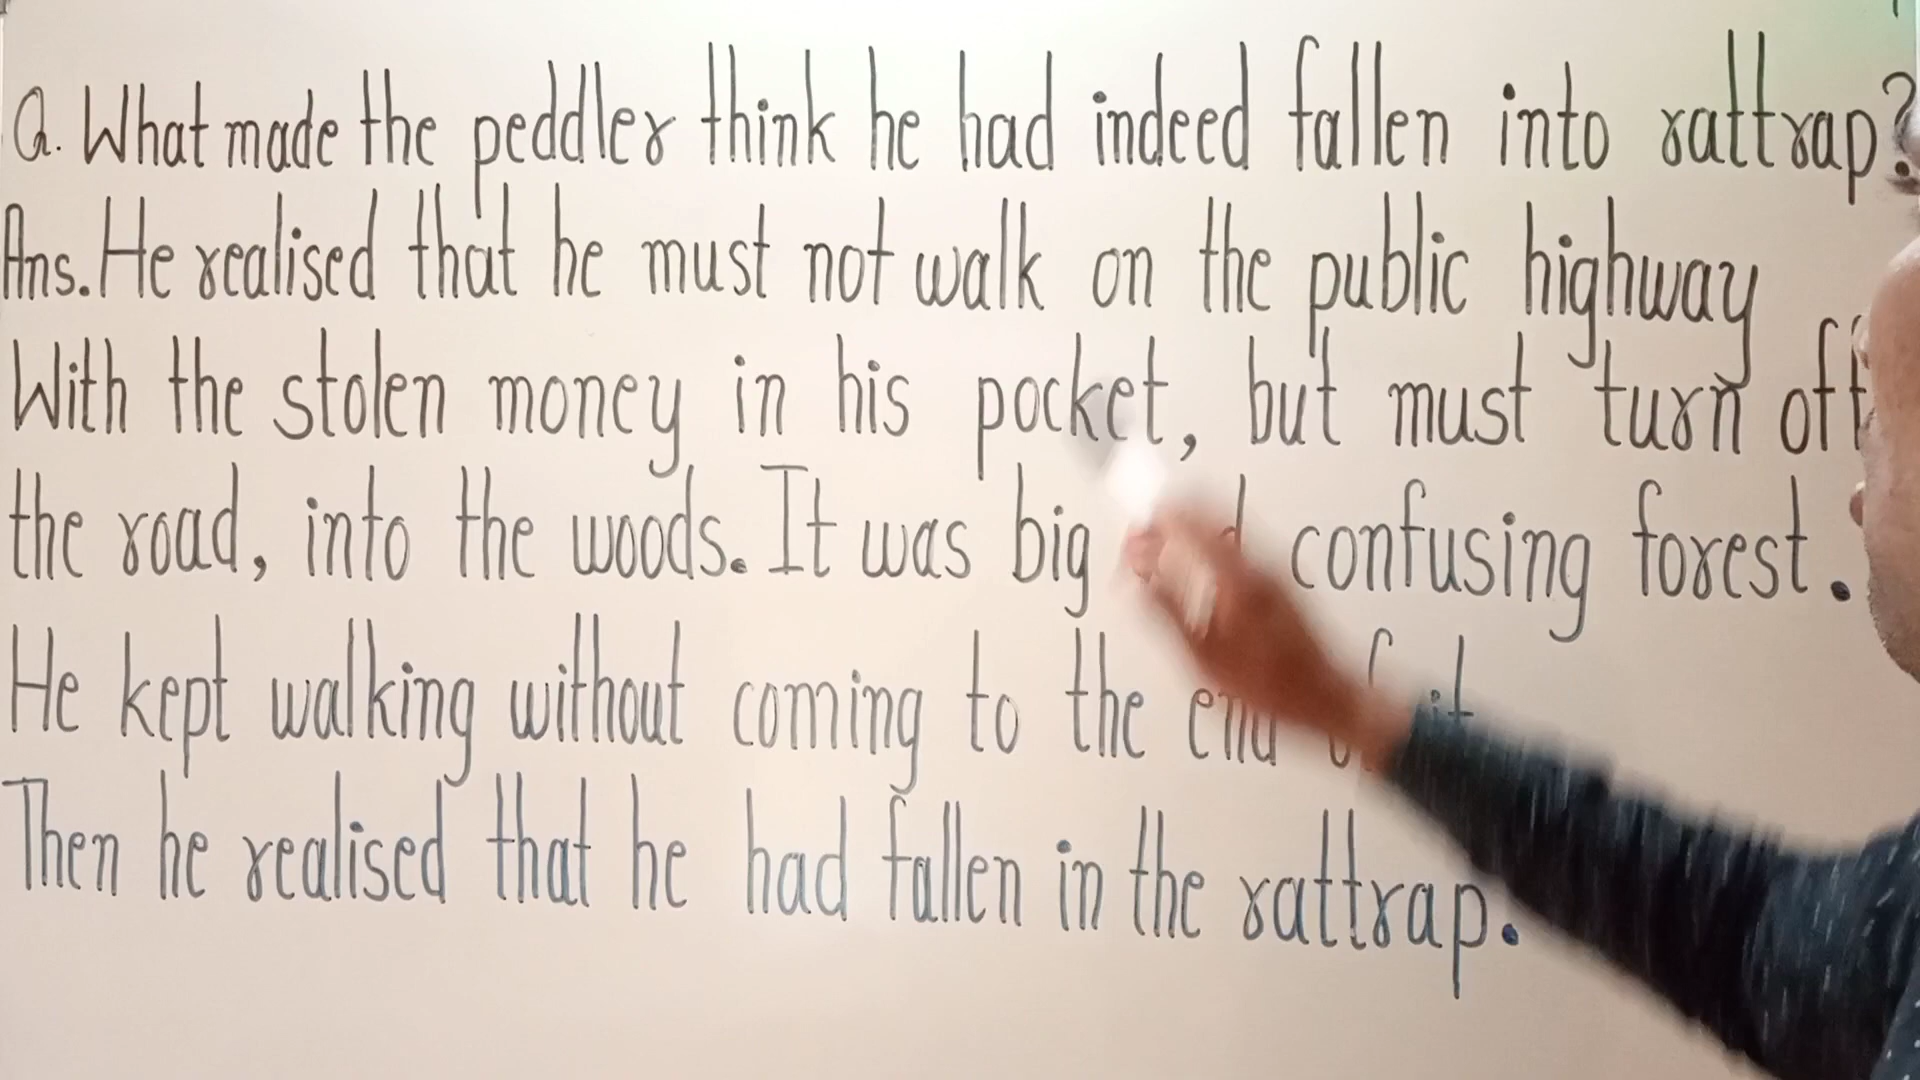 Q. What made the peddler think he had indeed fallen into rattrap?
Ans. He realised that he must not walk on the public highway
With the stolen money in his pocket, but must turn off
the road, into the woods. It was big confusing forest.
He kept walking without coming to the end of it
Then he realised that he had fallen in the rattrap.